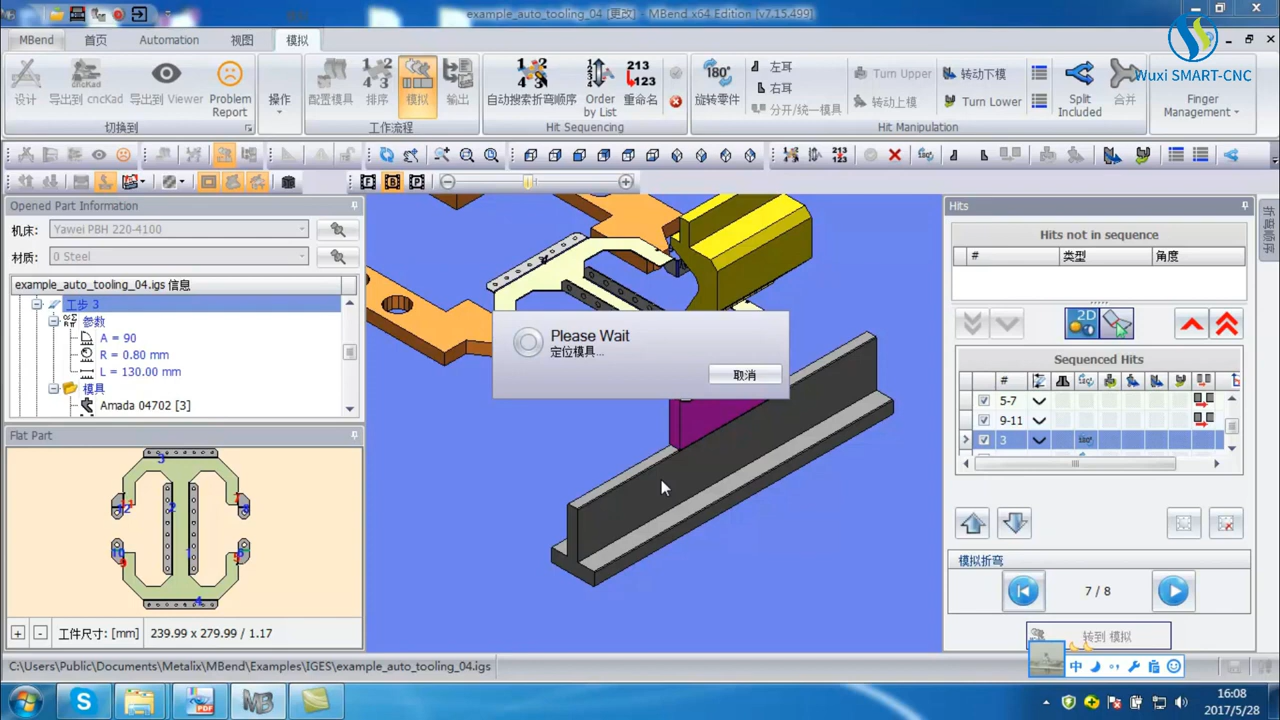 example_auto_tooling_04 [更改] - MBend x64 Edition [v7.15.499]
Wuxi SMART-CNC
MBend 首页 Automation 视图 模拟
设计 导出到 cncKad 导出到 Viewer Problem Report
切换到
操作
配置模具 排序 模拟 输出
工作流程
自动搜索折弯顺序 Order by List 重命名
Hit Sequencing
旋转零件 左耳 右耳 分开/统一模具 Turn Upper 转动上模 转动下模 Turn Lower Split Included 合并
Hit Manipulation
Finger Management
Opened Part Information
机床: Yawei PBH 220-4100
材质: 0 Steel
example_auto_tooling_04.igs 信息
工步 3
参数
A = 90
R = 0.80 mm
L = 130.00 mm
模具
Amada 04702 [3]
Flat Part
工件尺寸: [mm] 239.99 x 279.99 / 1.17
C:\Users\Public\Documents\Metalix\MBend\Examples\IGES\example_auto_tooling_04.igs
Please Wait
定位模具...
取消
Hits
Hits not in sequence
# 类型 角度
2D
Sequenced Hits
#
5-7
9-11
3
模拟折弯
7 / 8
转到 模拟
折弯顺序
中
16:08
2017/5/28